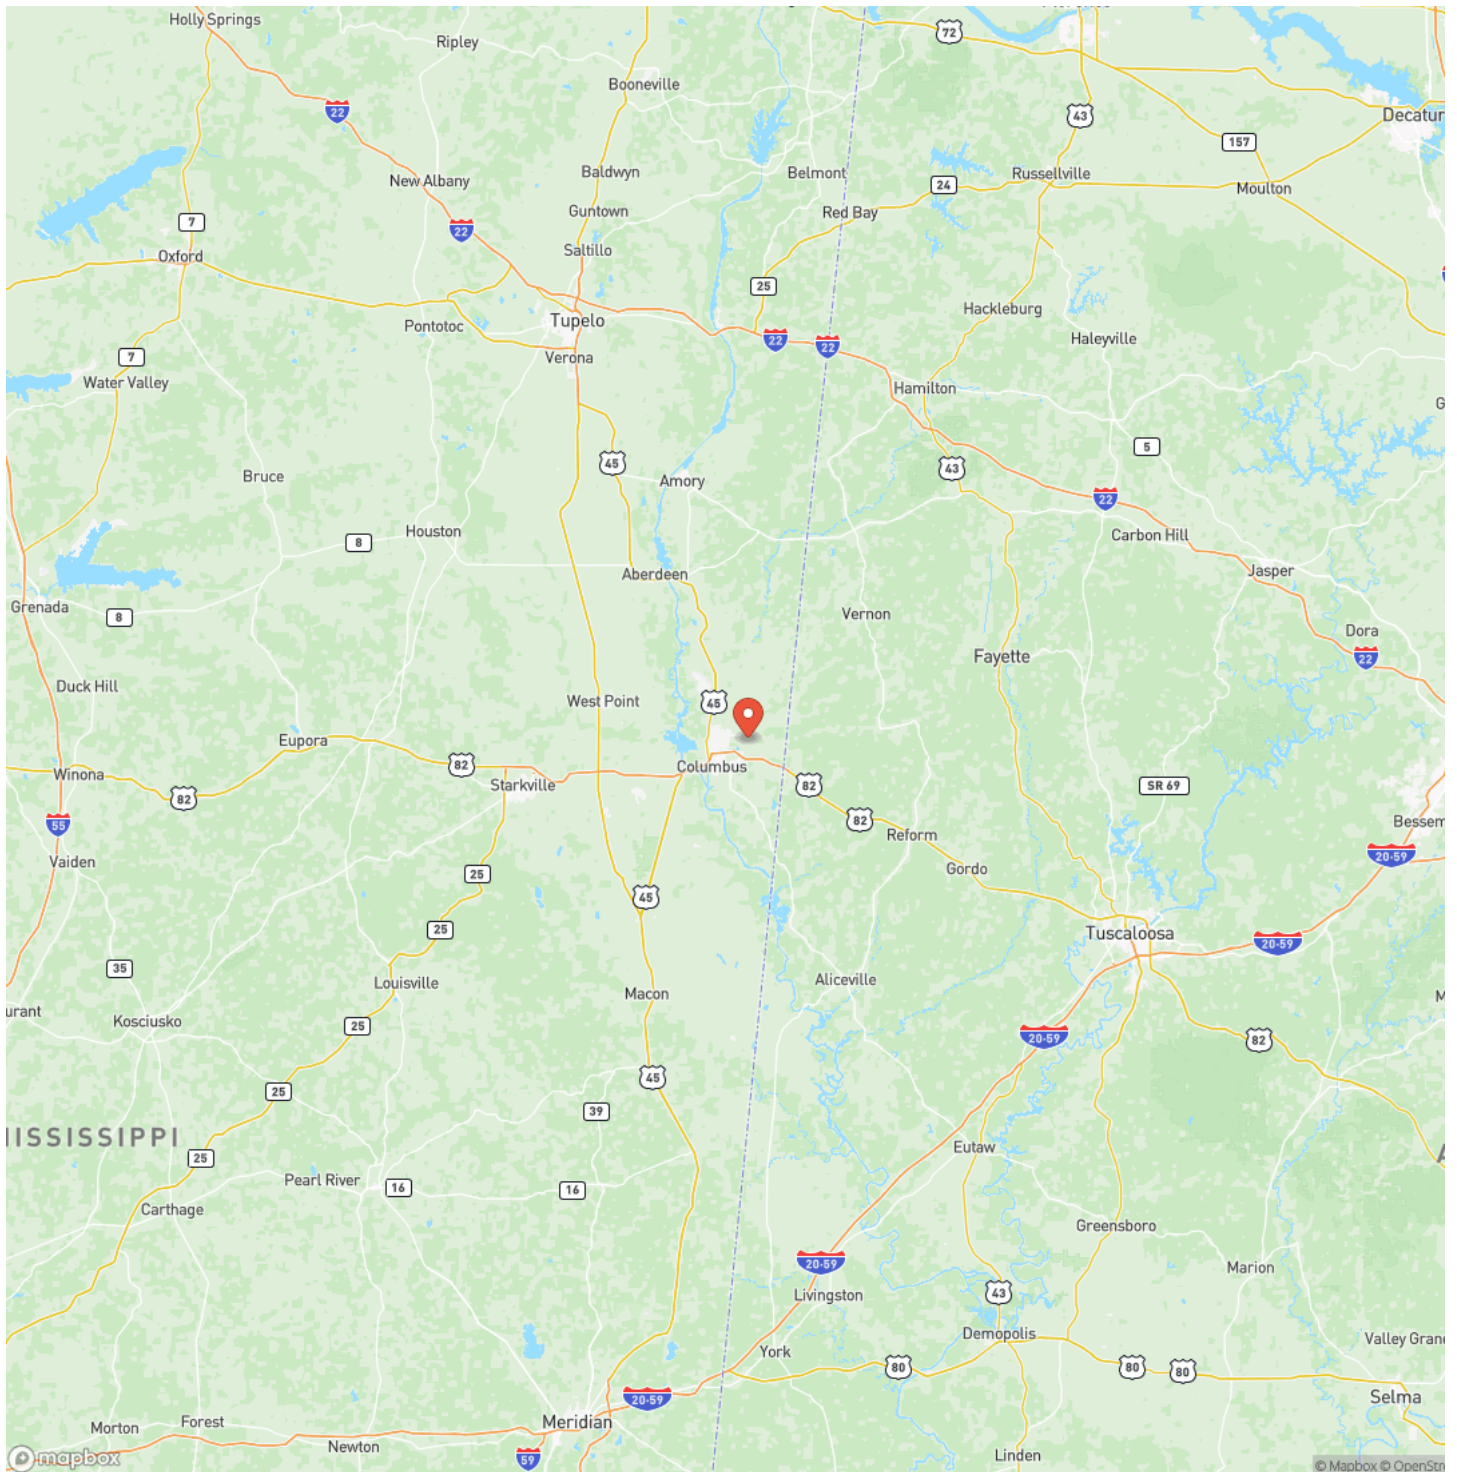 Holly Springs
Ripley
72
Booneville
22
43
Decatur
157
Baldwyn
Belmont
Russellville
New Albany
24
Moulton
Guntown
Red Bay
7
22
Saltillo
Oxford
25
Hackleburg
Tupelo
Pontotoc
22
22
Haleyville
7
Verona
Water Valley
Hamilton
5
45
43
Bruce
Amory
22
Houston
Carbon Hill
8
Aberdeen
Jasper
Grenada
8
Vernon
Dora
Fayette
22
Duck Hill
West Point
45
Eupora
82
Columbus
Winona
Starkville
82
82
SR 69
55
82
Bessem
Reform
20-59
Vaiden
Gordo
25
45
25
Tuscaloosa
20-59
35
Louisville
Aliceville
Macon
urant
Kosciusko
25
20-59
82
45
25
39
ISSISSIPPI
Eutaw
25
Pearl River
16
16
Carthage
Greensboro
20-59
Marion
Livingston
43
Demopolis
Valley Gran
York
80
80
80
20-59
Selma
Morton
Forest
Meridian
Newton
Linden
59
mapbox
© Mapbox © OpenStre